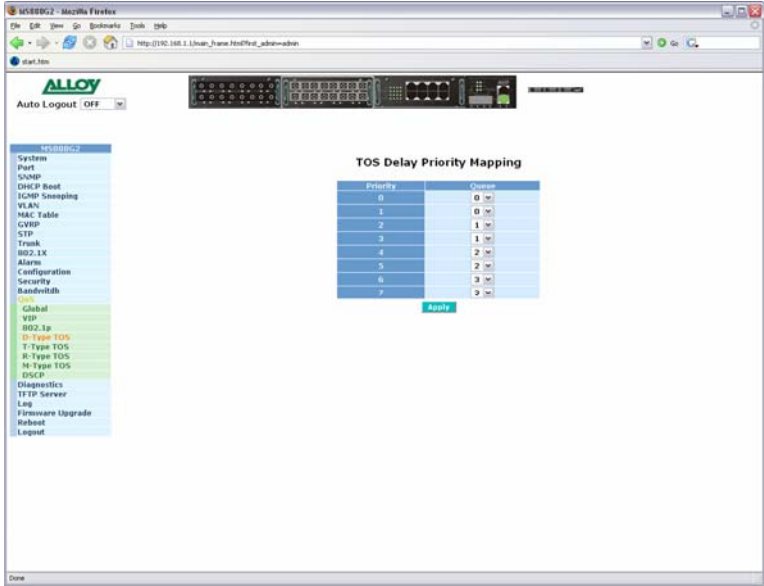 MS888G2 - Mozilla Firefox
File Edit View Go Bookmarks Tools Help
http://192.168.1.1/main_frame.html?first_admin=admin
Go
start.htm
ALLOY
Auto Logout OFF
MS888G2
System
Port
SNMP
DHCP Boot
IGMP Snooping
VLAN
MAC Table
GVRP
STP
Trunk
802.1X
Alarm
Configuration
Security
Bandwitdh
QoS
Global
VIP
802.1p
D-Type TOS
T-Type TOS
R-Type TOS
M-Type TOS
DSCP
Diagnostics
TFTP Server
Log
Firmware Upgrade
Reboot
Logout
TOS Delay Priority Mapping
Priority Queue
0 0
1 0
2 1
3 1
4 2
5 2
6 3
7 3
Apply
Done